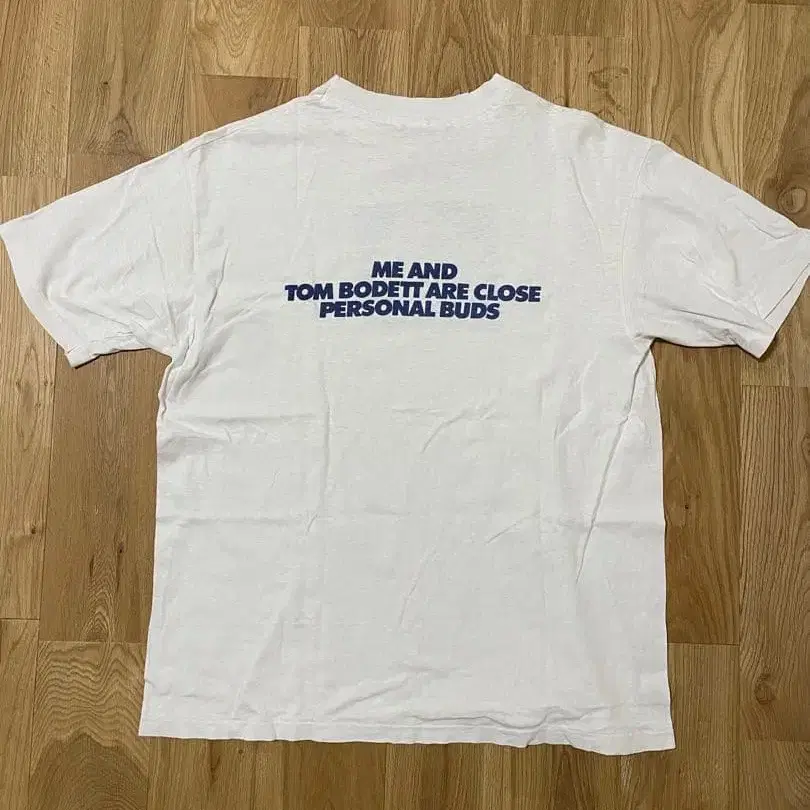 ME AND
TOM BODETT ARE CLOSE
PERSONAL BUDS